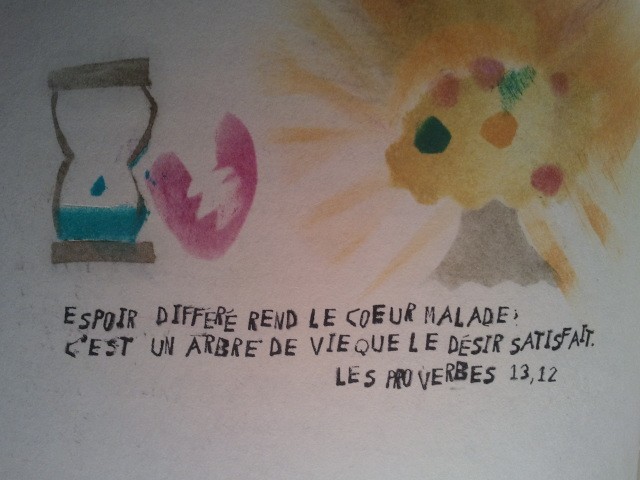 ESPOIR DIFFÉRÉ REND LE COEUR MALADE;
C'EST UN ARBRE DE VIE QUE LE DÉSIR SATISFAIT.
LES PROVERBES 13,12